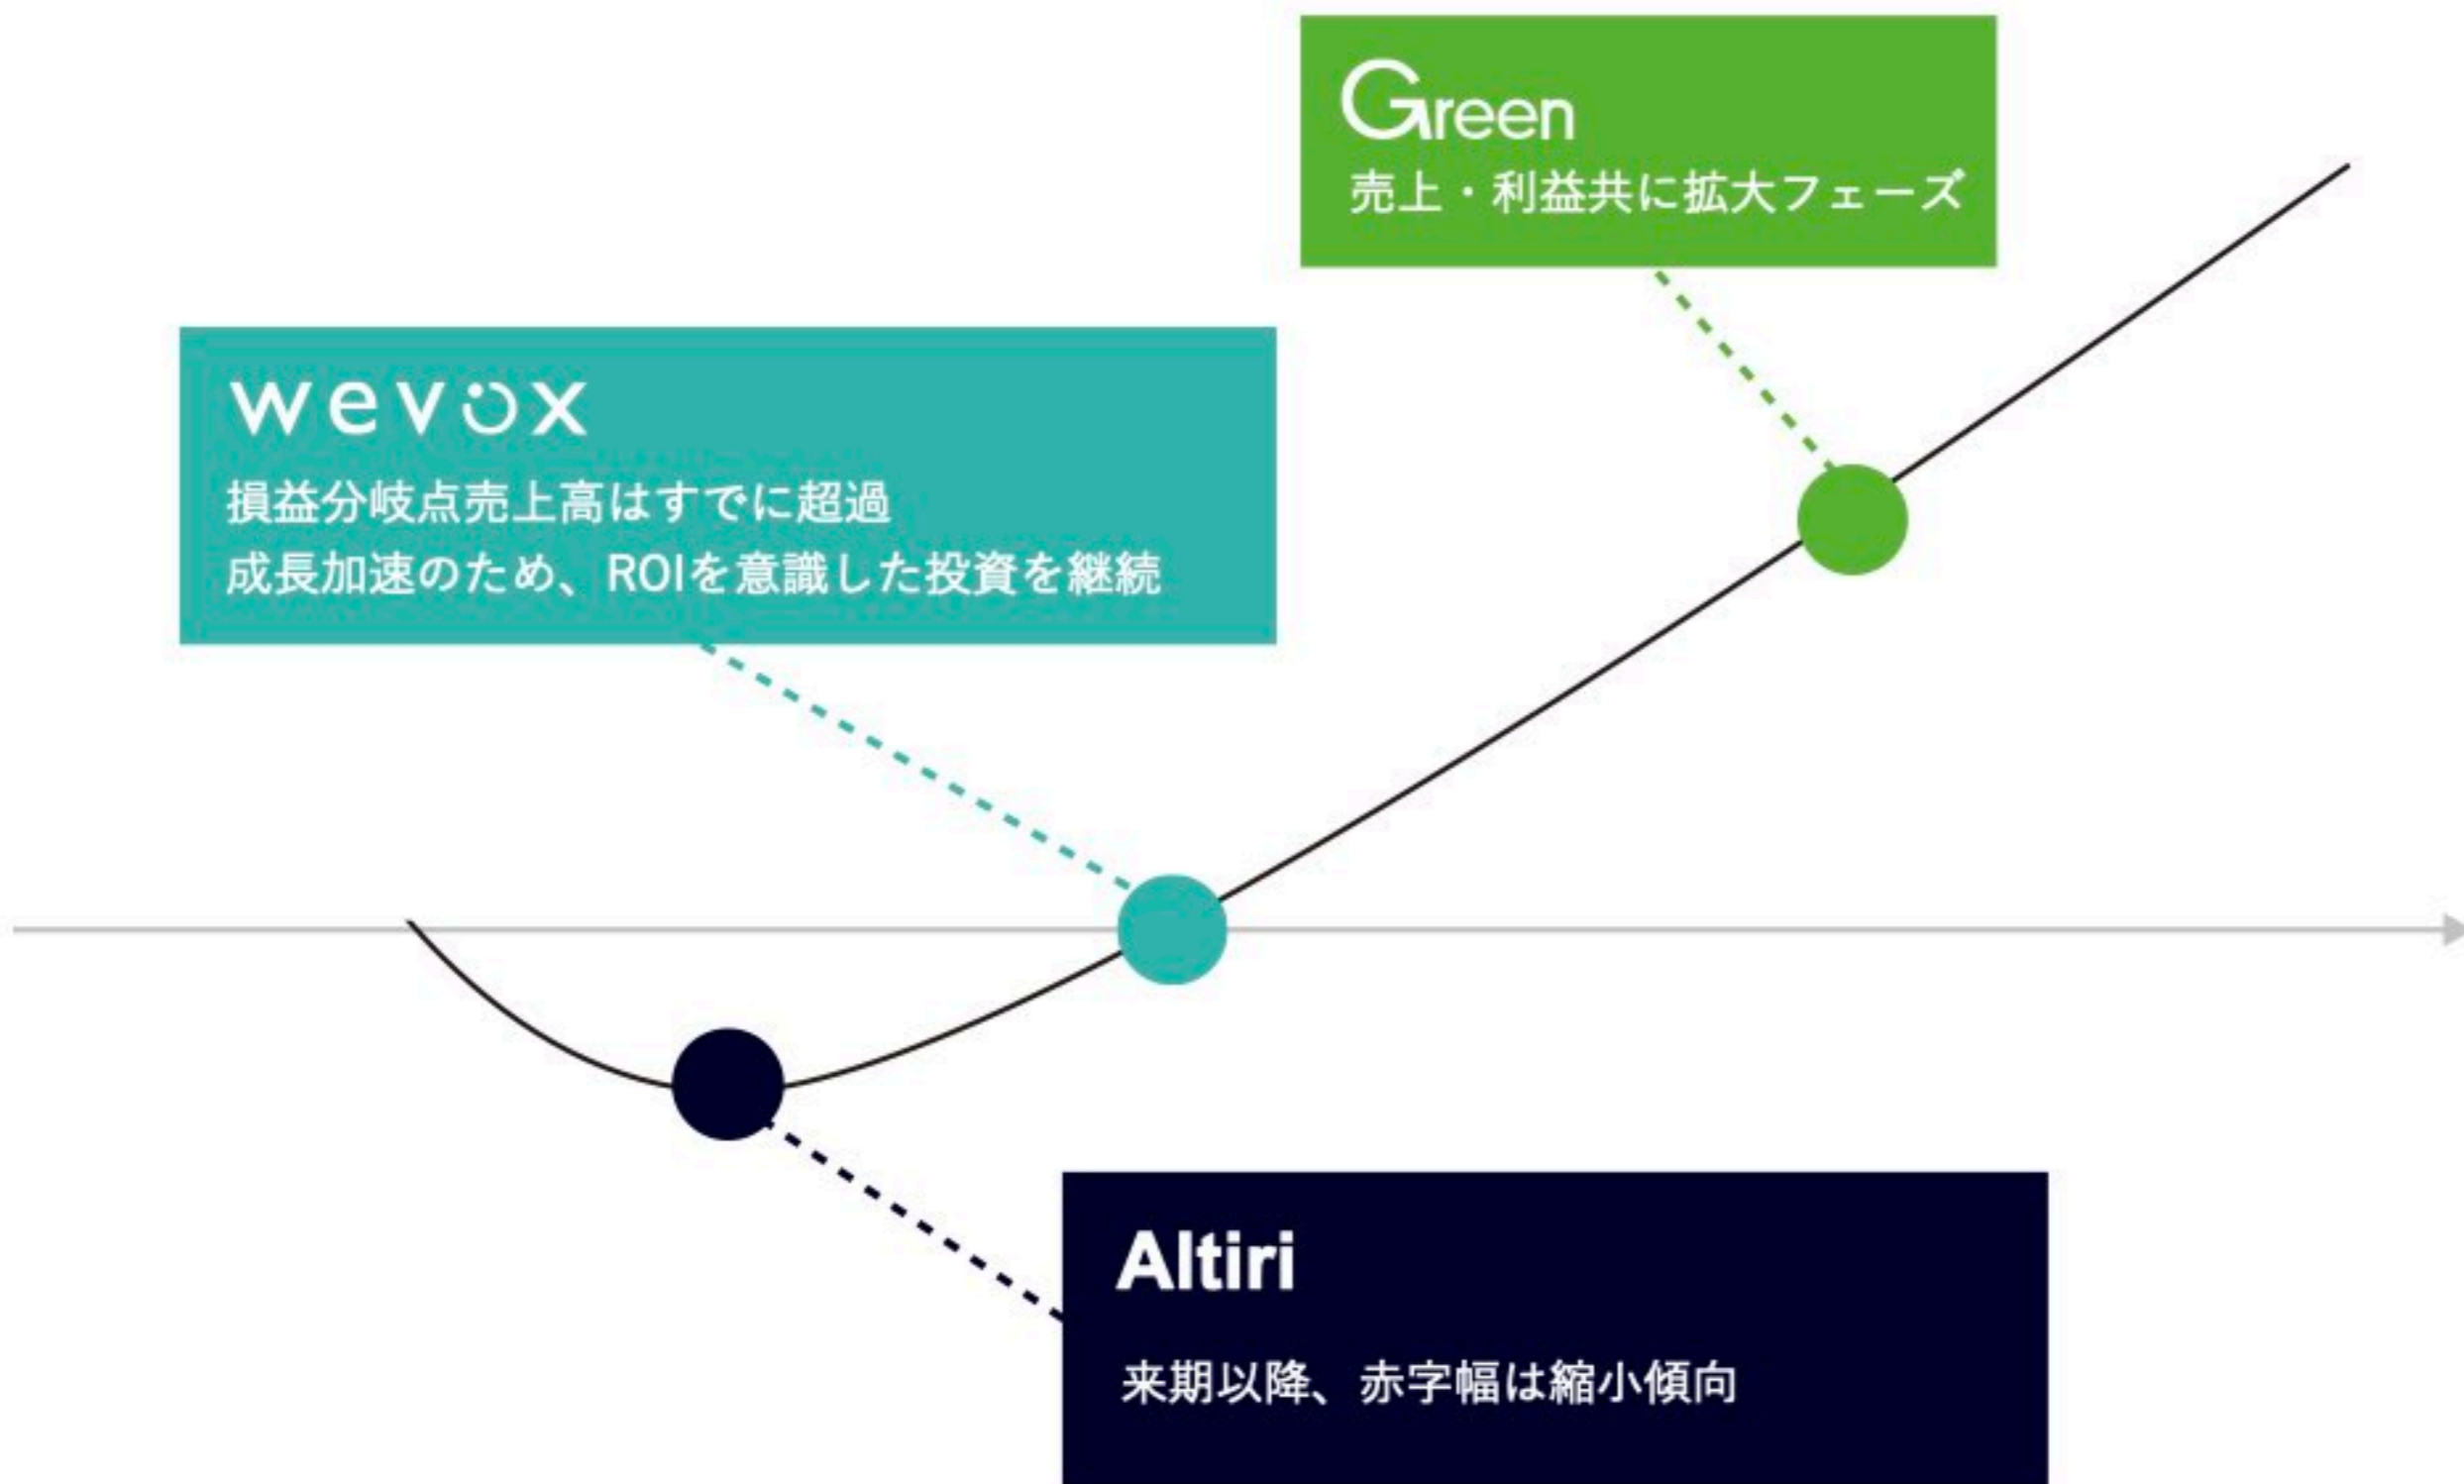 Green
売上・利益共に拡大フェーズ
wevox
損益分岐点売上高はすでに超過
成長加速のため、ROIを意識した投資を継続
Altiri
来期以降、赤字幅は縮小傾向